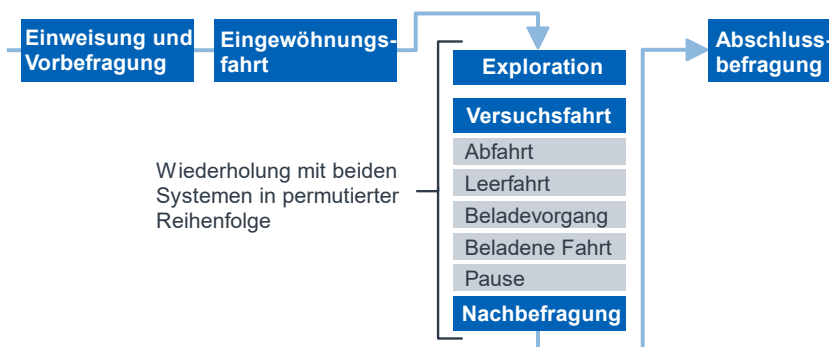 Einweisung und
Vorbefragung
Eingewöhnungs-
fahrt
Exploration
Versuchsfahrt
Abfahrt
Leerfahrt
Beladevorgang
Beladene Fahrt
Pause
Nachbefragung
Wiederholung mit beiden
Systemen in permutierter
Reihenfolge
Abschluss-
befragung